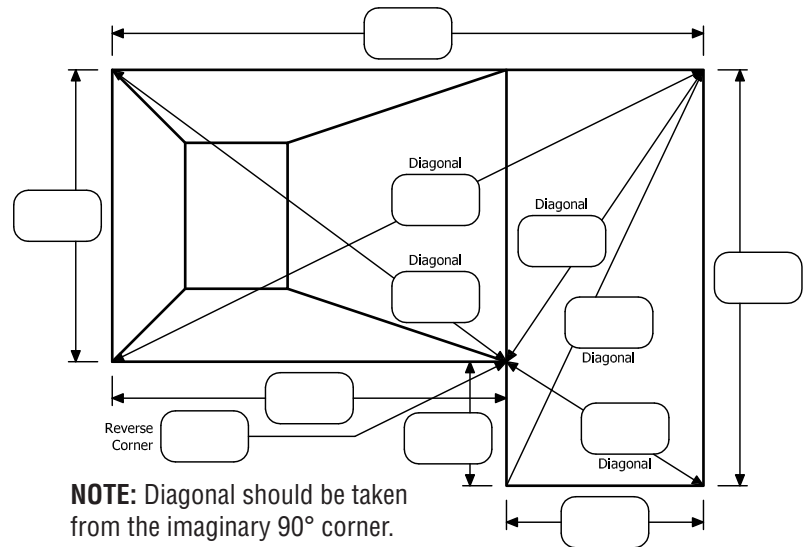 Diagonal
Diagonal
Diagonal
Diagonal
Reverse
Corner
Diagonal
NOTE: Diagonal should be taken
from the imaginary 90° corner.